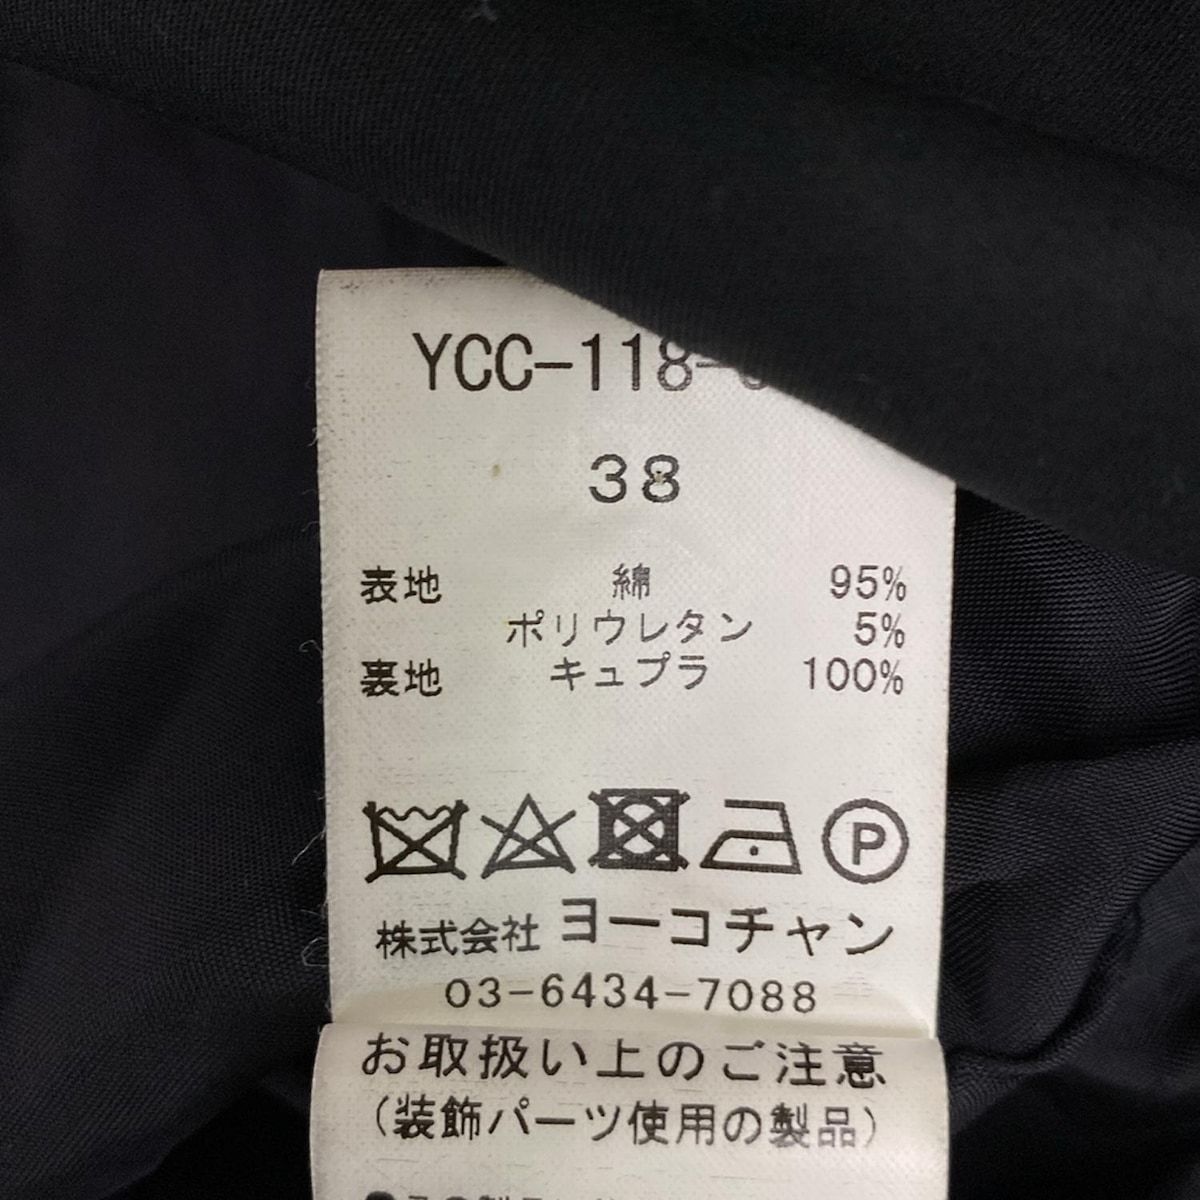 YCC-118-
38
表地 綿 95%
ポリウレタン 5%
裏地 キュプラ 100%
P
株式会社 ヨーコチャン
03-6434-7088
お取扱い上のご注意
(装飾パーツ使用の製品)